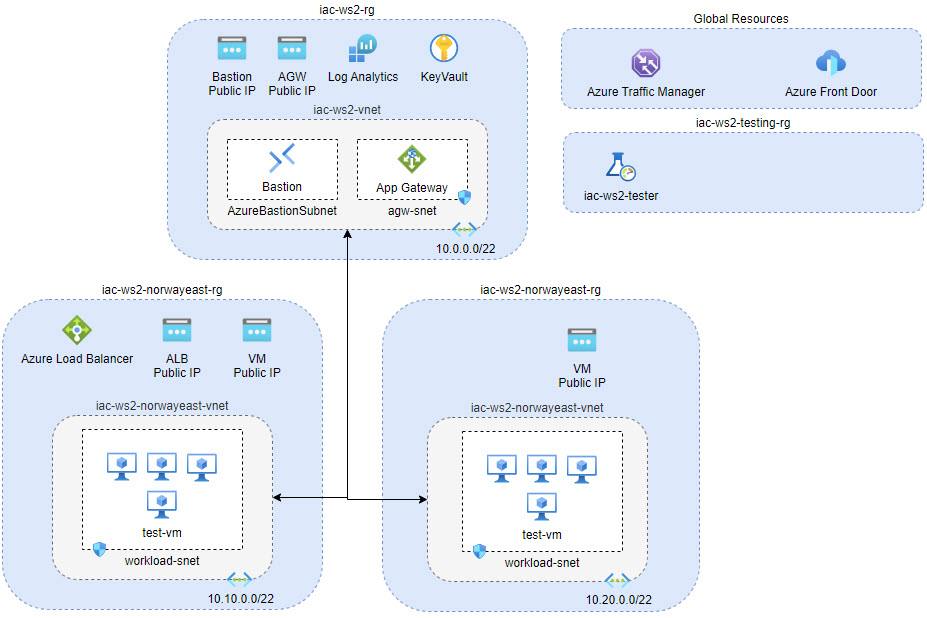 iac-ws2-rg
Bastion
Public IP
AGW
Public IP
Log Analytics
KeyVault
iac-ws2-vnet
Bastion
AzureBastionSubnet
App Gateway
agw-snet
10.0.0.0/22
Global Resources
Azure Traffic Manager
Azure Front Door
iac-ws2-testing-rg
iac-ws2-tester
iac-ws2-norwayeast-rg
Azure Load Balancer
ALB
Public IP
VM
Public IP
iac-ws2-norwayeast-vnet
test-vm
workload-snet
10.10.0.0/22
iac-ws2-norwayeast-rg
VM
Public IP
iac-ws2-norwayeast-vnet
test-vm
workload-snet
10.20.0.0/22